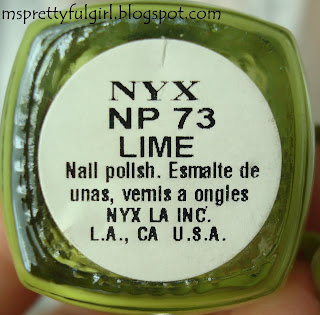 msprettyfulgirl.blogspot.com
NYX
NP 73
LIME
Nail polish. Esmalte de
unas, vernis a ongles
NYX LA INC.
L.A., CA U.S.A.